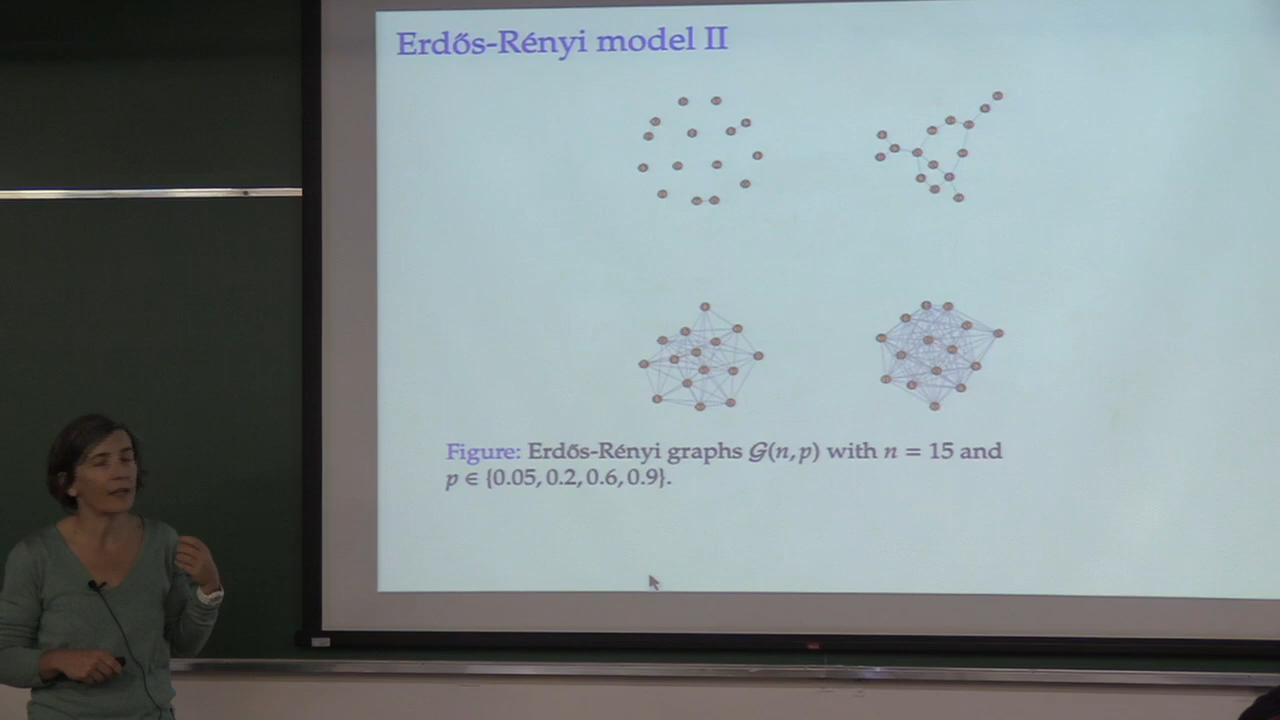 Erdős-Rényi model II
Figure: Erdős-Rényi graphs 𝒢(n, p) with n = 15 and
p ∈ {0.05, 0.2, 0.6, 0.9}.